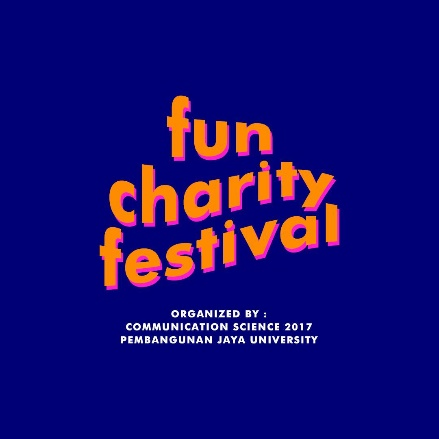 fun
charity
festival
ORGANIZED BY :
COMMUNICATION SCIENCE 2017
PEMBANGUNAN JAYA UNIVERSITY